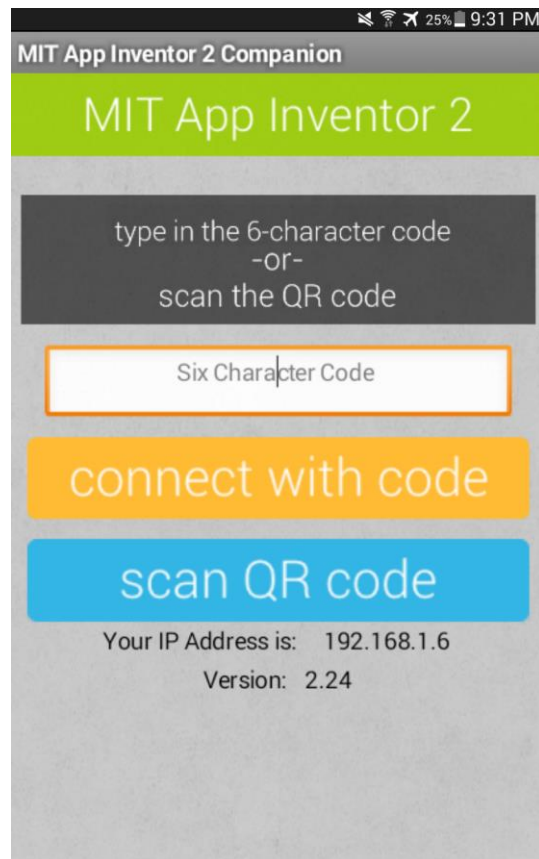 25% 9:31 PM
MIT App Inventor 2 Companion
MIT App Inventor 2
type in the 6-character code
-or-
scan the QR code
Six Character Code
connect with code
scan QR code
Your IP Address is: 192.168.1.6
Version: 2.24